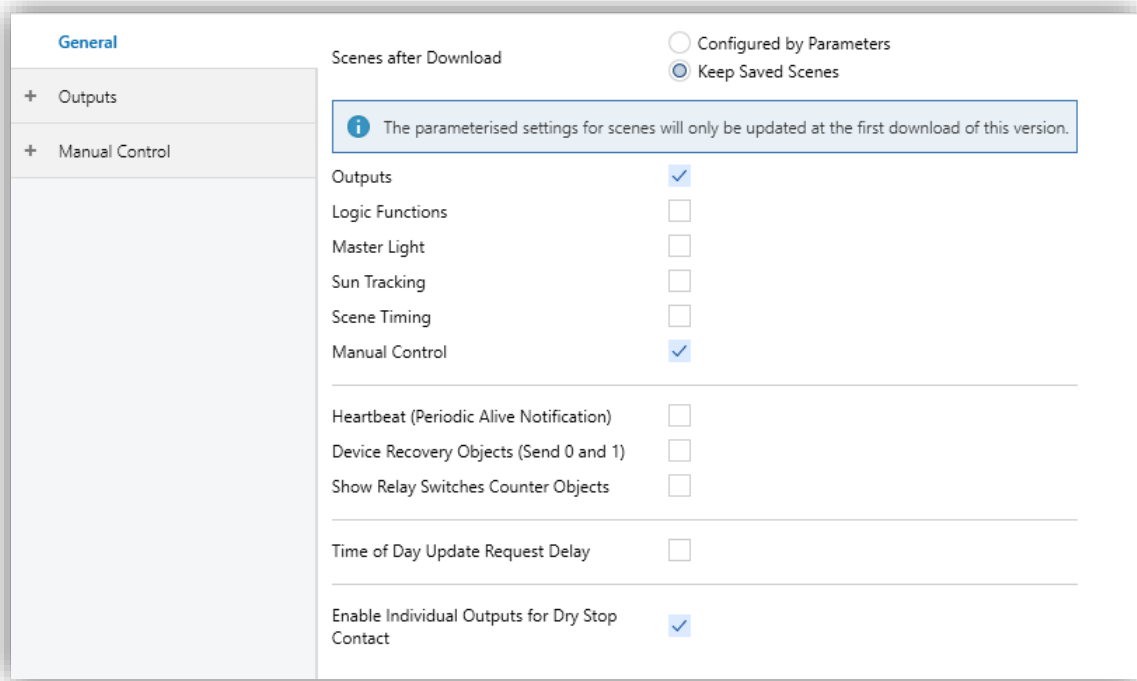 General
+ Outputs
+ Manual Control
Scenes after Download
Configured by Parameters
Keep Saved Scenes
The parameterised settings for scenes will only be updated at the first download of this version.
Outputs
Logic Functions
Master Light
Sun Tracking
Scene Timing
Manual Control
Heartbeat (Periodic Alive Notification)
Device Recovery Objects (Send 0 and 1)
Show Relay Switches Counter Objects
Time of Day Update Request Delay
Enable Individual Outputs for Dry Stop
Contact